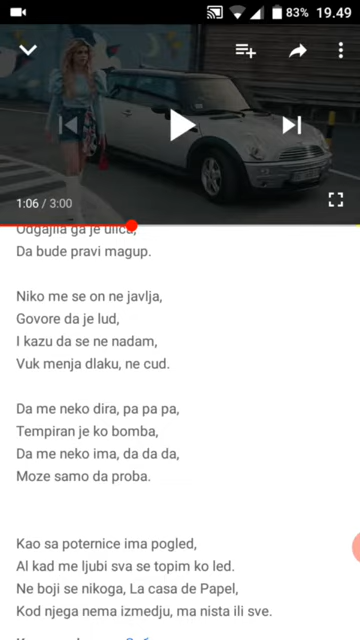 83% 19.49
1:06 / 3:00
Odgajila ga je ulica,
Da bude pravi magup.
Niko me se on ne javlja,
Govore da je lud,
I kazu da se ne nadam,
Vuk menja dlaku, ne cud.
Da me neko dira, pa pa pa,
Tempiran je ko bomba,
Da me neko ima, da da da,
Moze samo da proba.
Kao sa poternice ima pogled,
Al kad me ljubi sva se topim ko led.
Ne boji se nikoga, La casa de Papel,
Kod njega nema izmedju, ma nista ili sve.